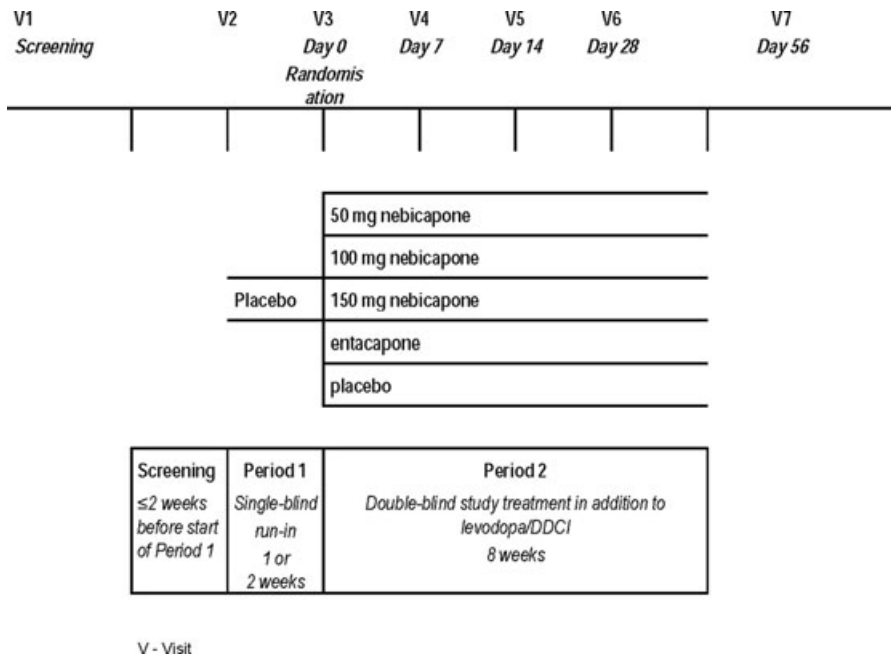 V1 V2 V3 V4 V5 V6 V7
Screening Day 0 Day 7 Day 14 Day 28 Day 56
Randomis
ation
50 mg nebicapone
100 mg nebicapone
Placebo 150 mg nebicapone
entacapone
placebo
Screening
≤2 weeks
before start
of Period 1
Period 1
Single-blind
run-in
1 or
2 weeks
Period 2
Double-blind study treatment in addition to
levodopa/DDCI
8 weeks
V - Visit